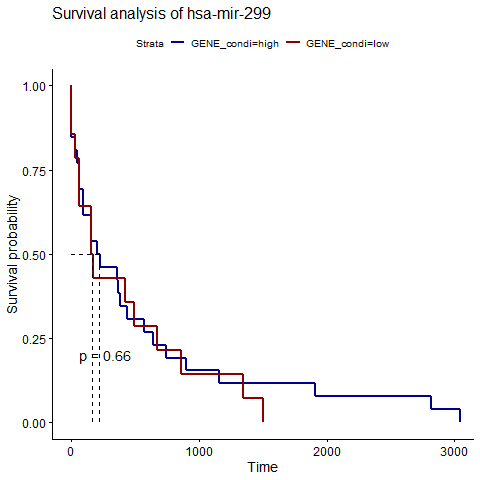 Survival analysis of hsa-mir-299
Strata GENE_condi=high GENE_condi=low
1.00
0.75
0.50
0.25
0.00
Survival probability
p = 0.66
0 1000 2000 3000
Time